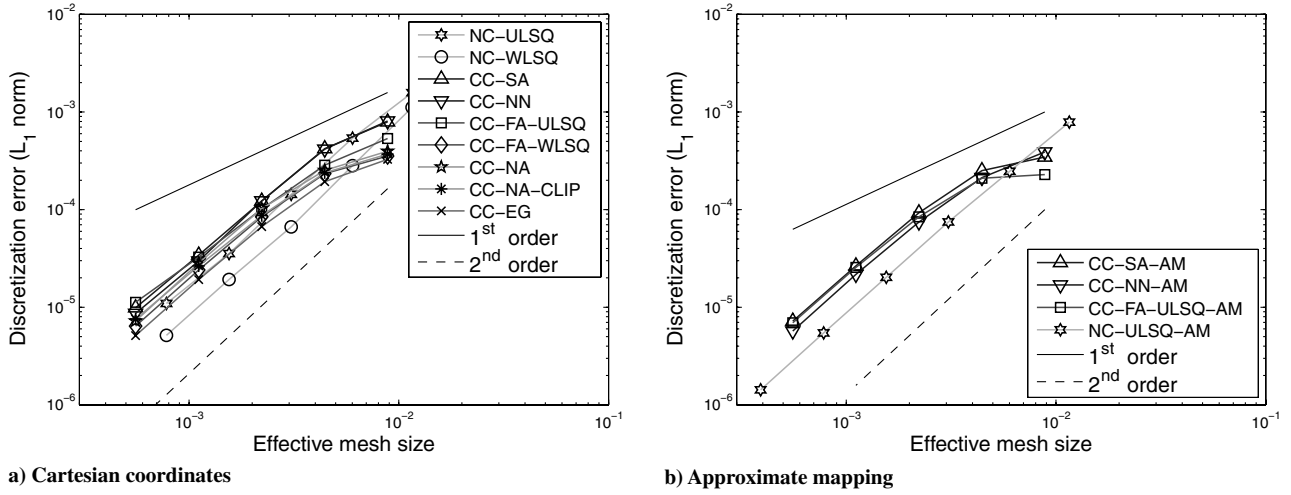 10⁻²
10⁻³
10⁻⁴
10⁻⁵
10⁻⁶
Discretization error (L₁ norm)
10⁻³
10⁻²
10⁻¹
Effective mesh size
NC−ULSQ
NC−WLSQ
CC−SA
CC−NN
CC−FA−ULSQ
CC−FA−WLSQ
CC−NA
CC−NA−CLIP
CC−EG
1ˢᵗ order
2ⁿᵈ order
a) Cartesian coordinates
10⁻²
10⁻³
10⁻⁴
10⁻⁵
10⁻⁶
Discretization error (L₁ norm)
10⁻³
10⁻²
10⁻¹
Effective mesh size
CC−SA−AM
CC−NN−AM
CC−FA−ULSQ−AM
NC−ULSQ−AM
1ˢᵗ order
2ⁿᵈ order
b) Approximate mapping